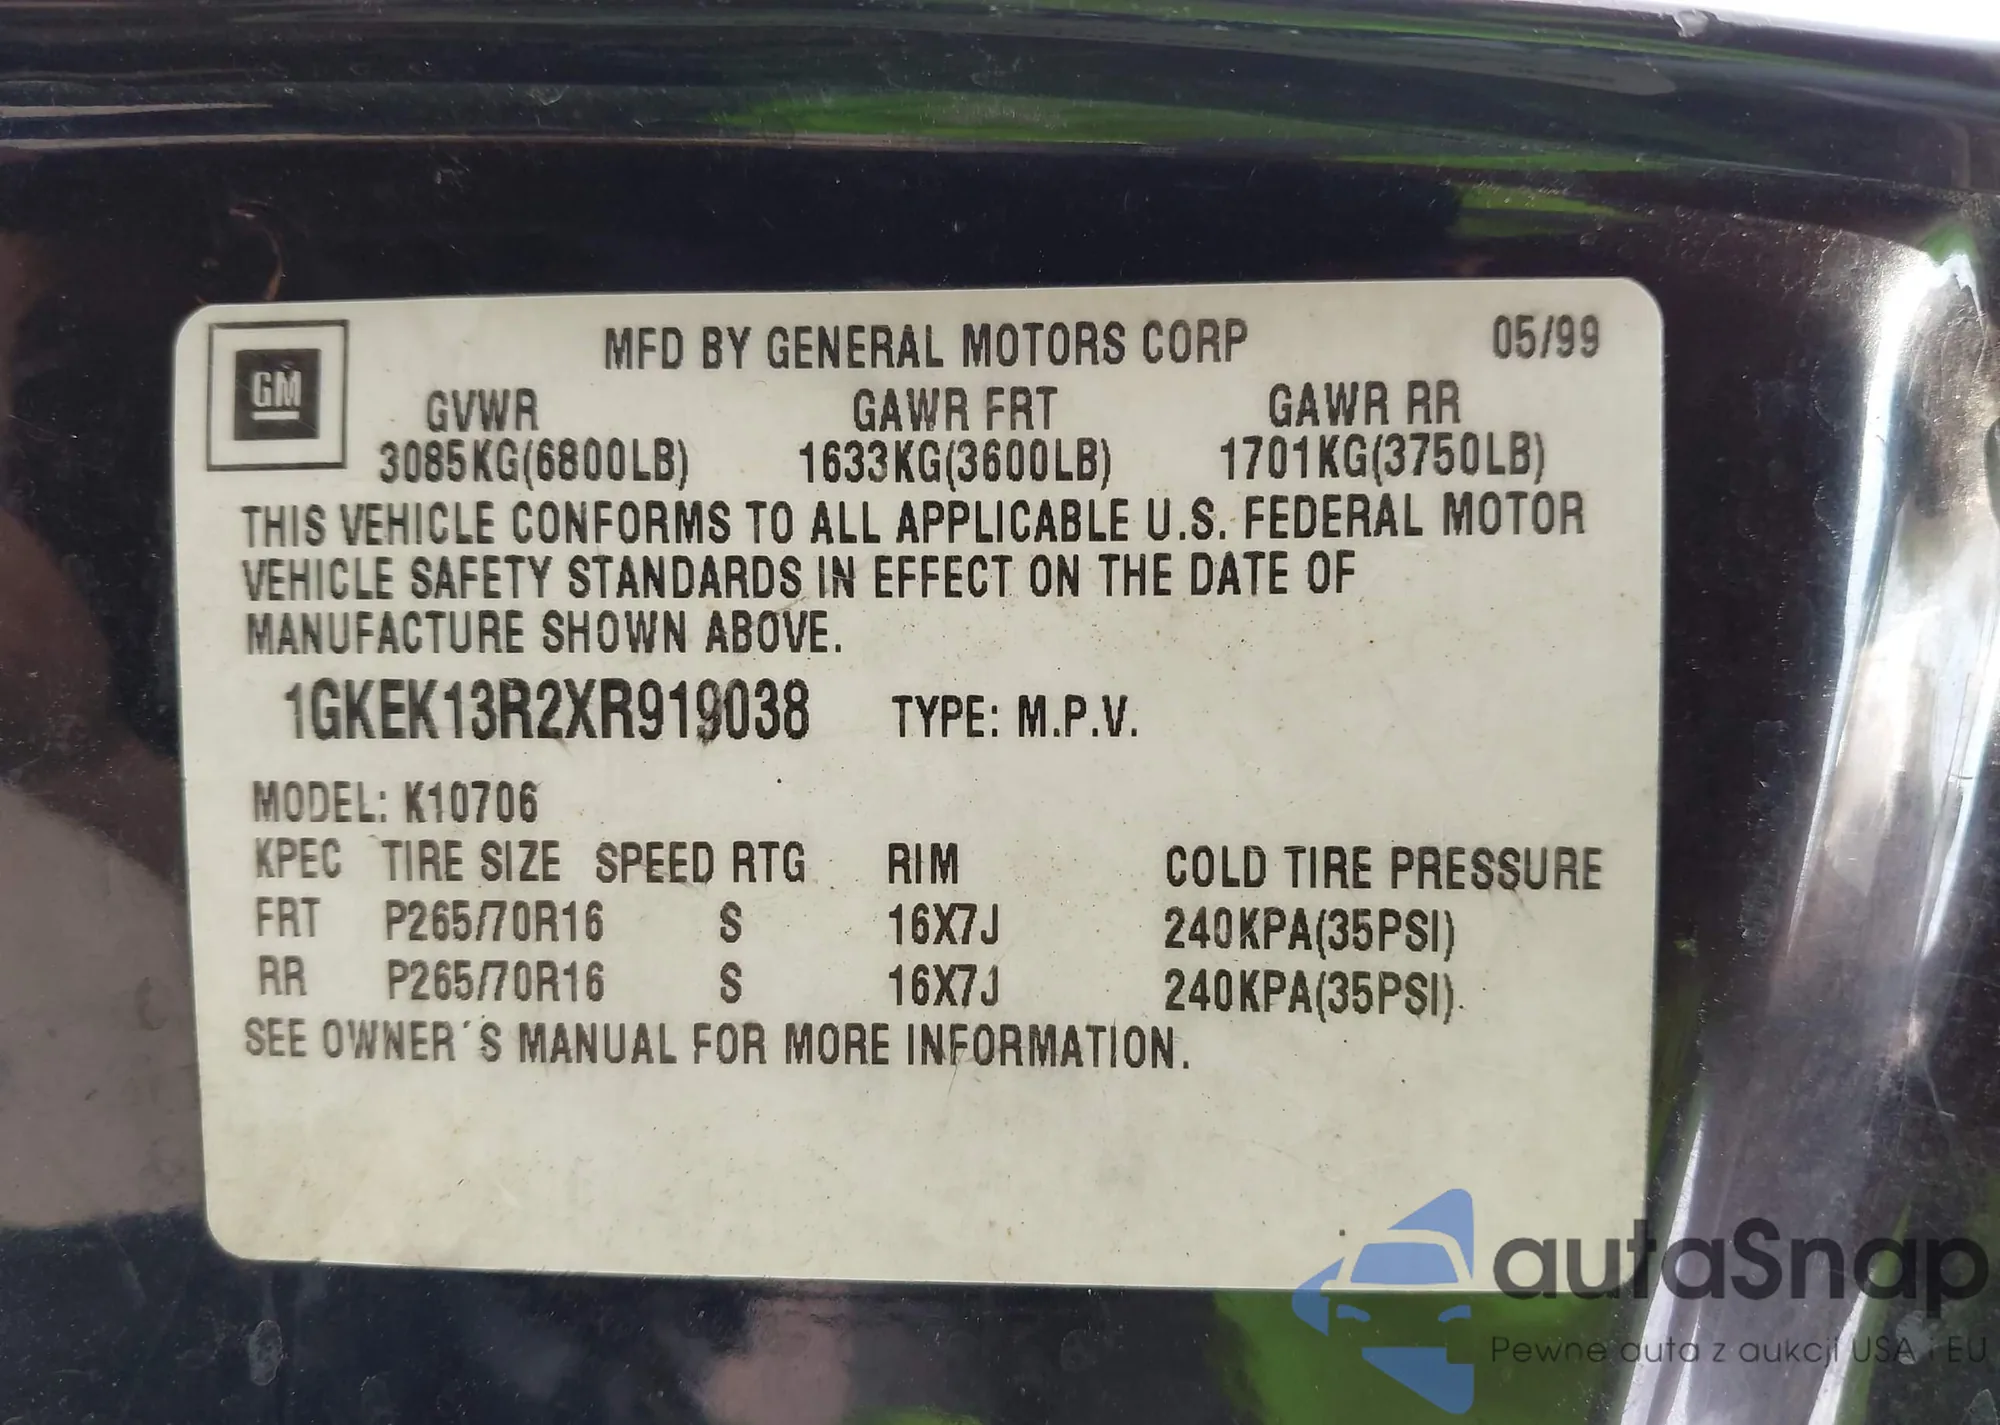 GM
MFD BY GENERAL MOTORS CORP 05/99
GVWR GAWR FRT GAWR RR
3085KG(6800LB) 1633KG(3600LB) 1701KG(3750LB)
THIS VEHICLE CONFORMS TO ALL APPLICABLE U.S. FEDERAL MOTOR
VEHICLE SAFETY STANDARDS IN EFFECT ON THE DATE OF
MANUFACTURE SHOWN ABOVE.
1GKEK13R2XR919038 TYPE: M.P.V.
MODEL: K10706
KPEC TIRE SIZE SPEED RTG RIM COLD TIRE PRESSURE
FRT P265/70R16 S 16X7J 240KPA(35PSI)
RR P265/70R16 S 16X7J 240KPA(35PSI).
SEE OWNER´S MANUAL FOR MORE INFORMATION.
autaSnap
Pewne auta z aukcji USA i EU